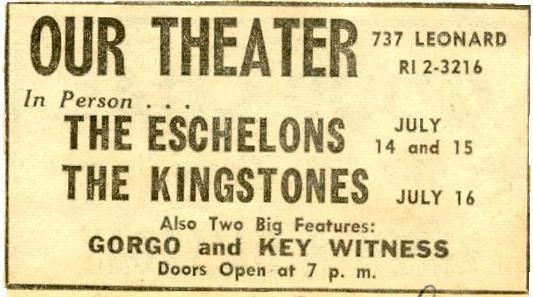 OUR THEATER 737 LEONARD
RI 2-3216
In Person . . .
THE ESCHELONS JULY
14 and 15
THE KINGSTONES JULY 16
Also Two Big Features:
GORGO and KEY WITNESS
Doors Open at 7 p. m.